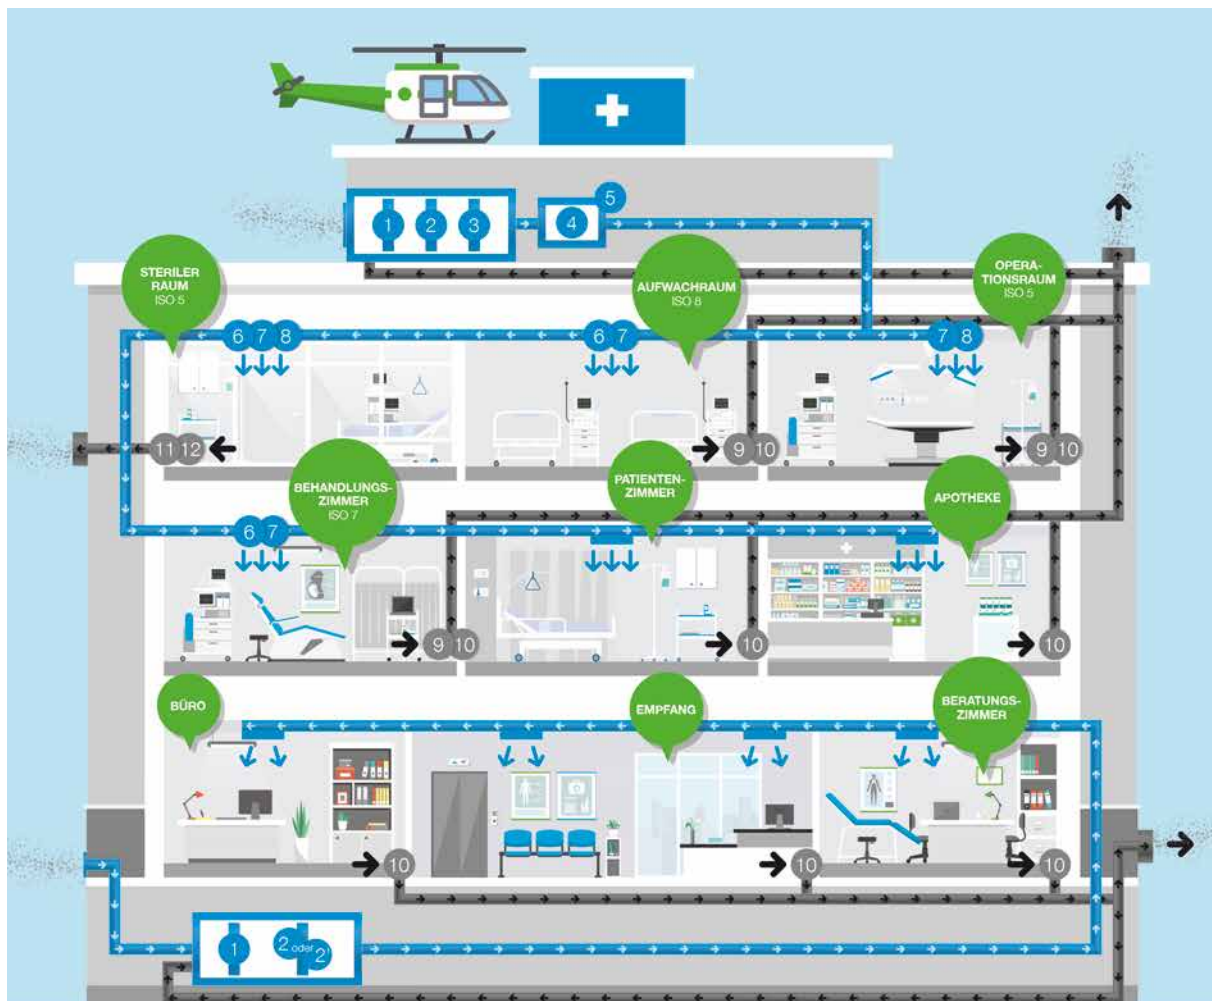 5
1
2
3
4
STERILER
RAUM
ISO 5
AUFWACHRAUM
ISO 8
OPERA-
TIONSRAUM
ISO 5
6
7
8
6
7
7
8
11
12
9
10
9
10
BEHANDLUNGS-
ZIMMER
ISO 7
PATIENTEN-
ZIMMER
APOTHEKE
6
7
9
10
10
10
BÜRO
EMPFANG
BERATUNGS-
ZIMMER
10
10
10
1
2 oder
2'